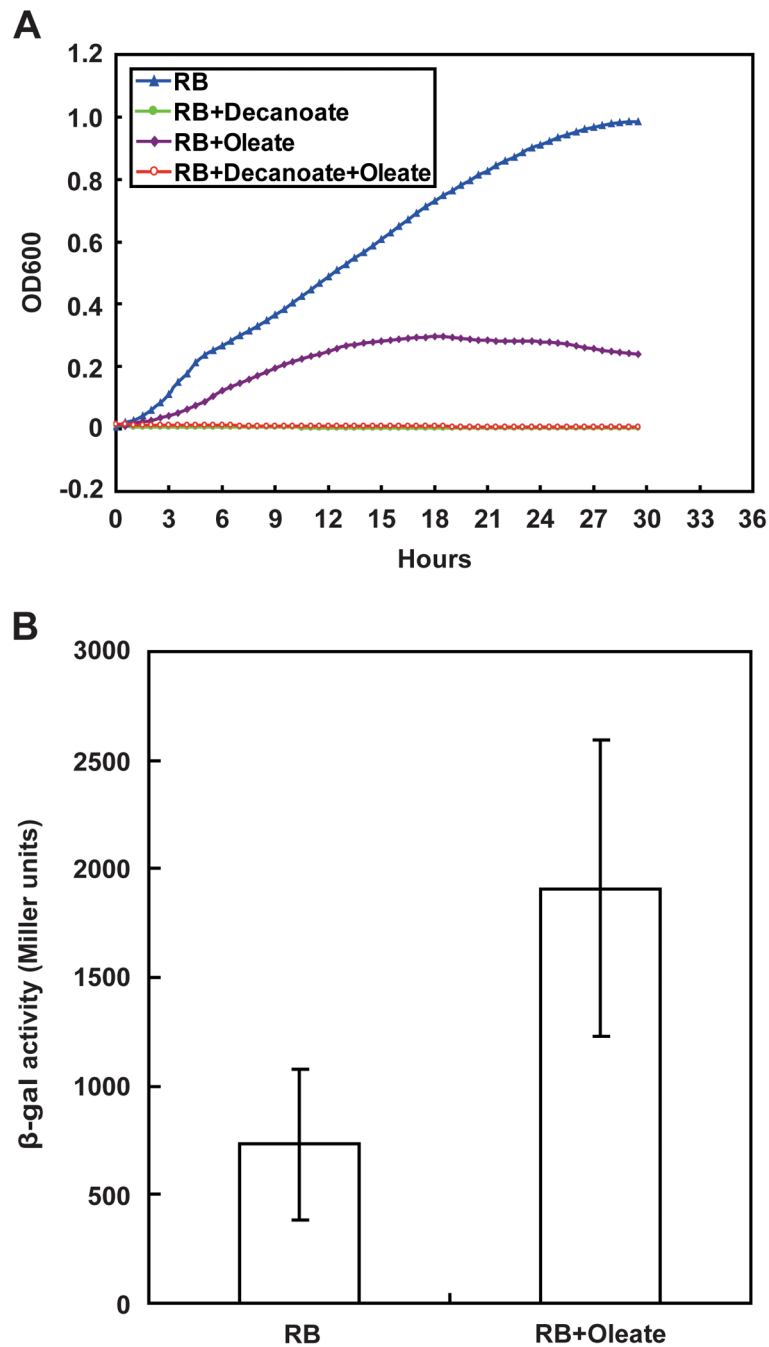 A
1.2
1.0
0.8
0.6
0.4
0.2
0
-0.2
OD600
RB
RB+Decanoate
RB+Oleate
RB+Decanoate+Oleate
0 3 6 9 12 15 18 21 24 27 30 33 36
Hours
B
3000
2500
2000
1500
1000
500
0
β-gal activity (Miller units)
RB RB+Oleate